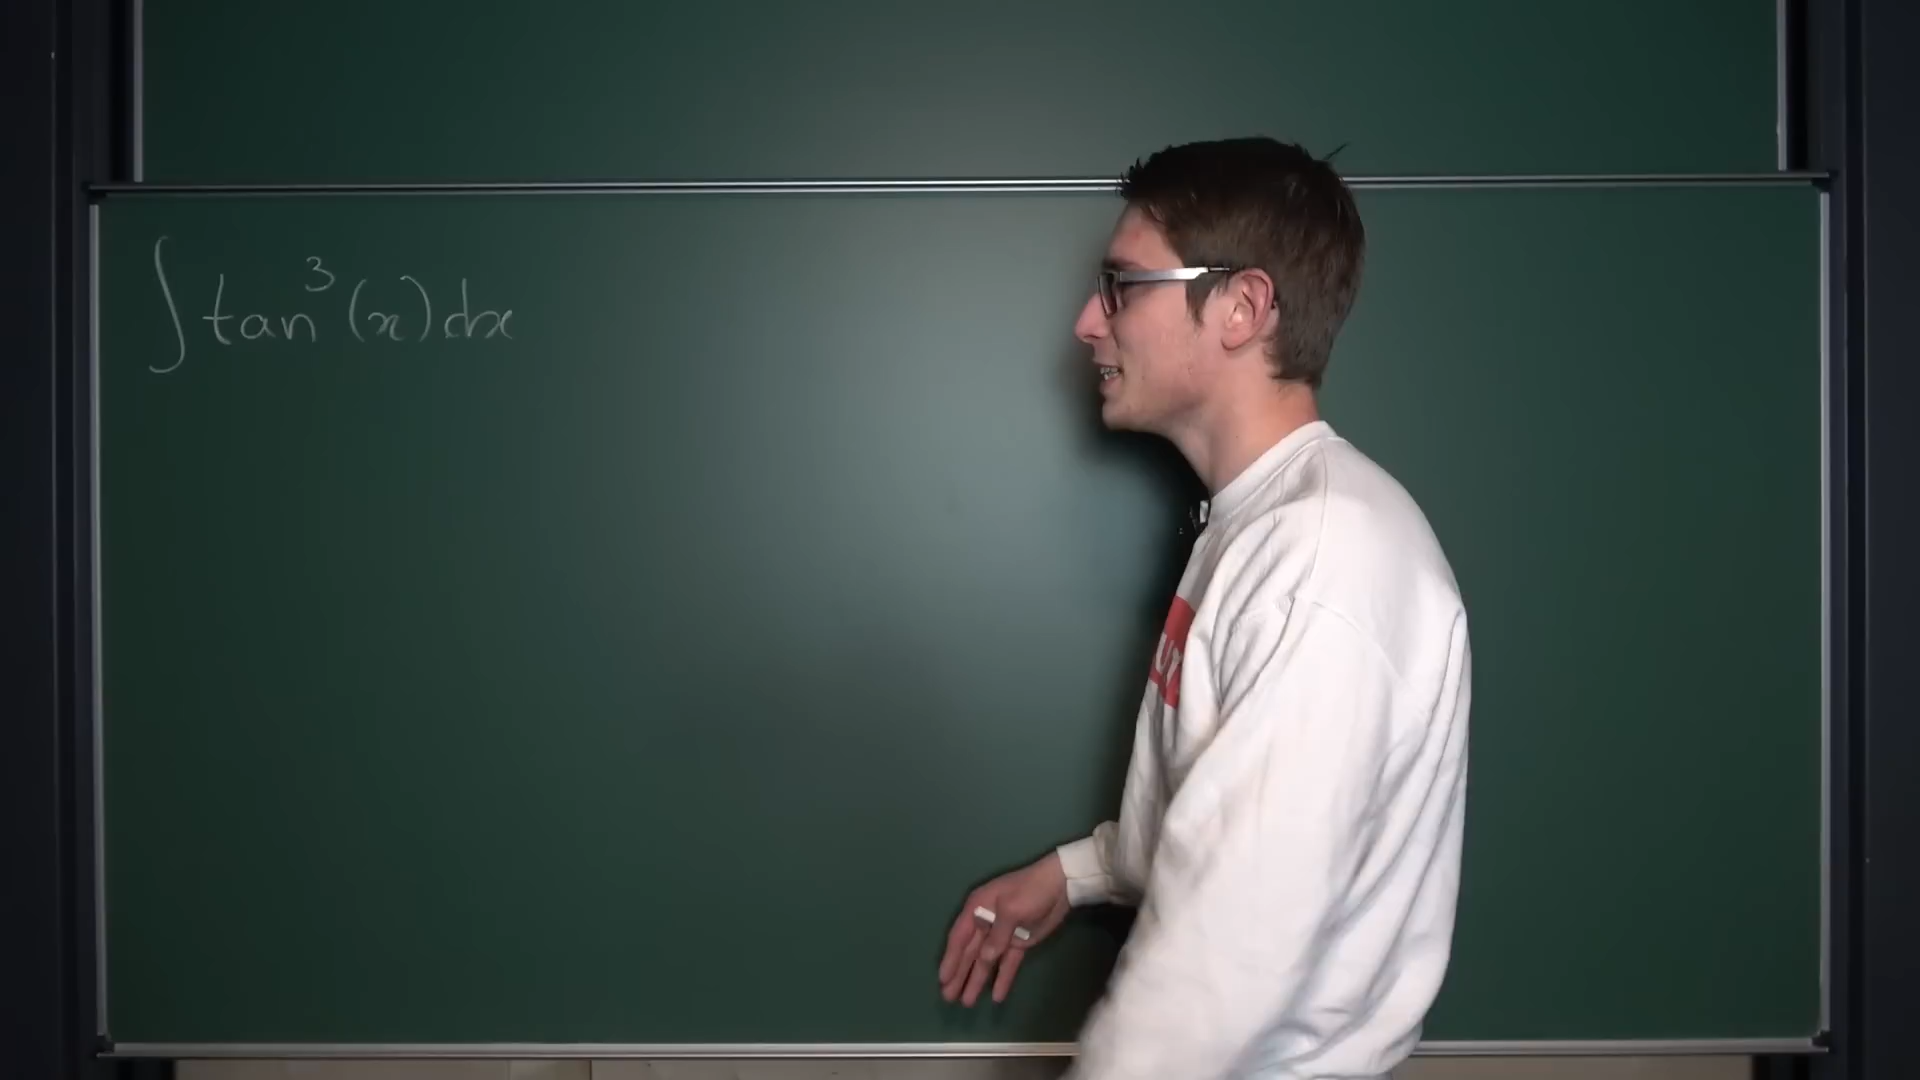 ∫ tan³(x) dx